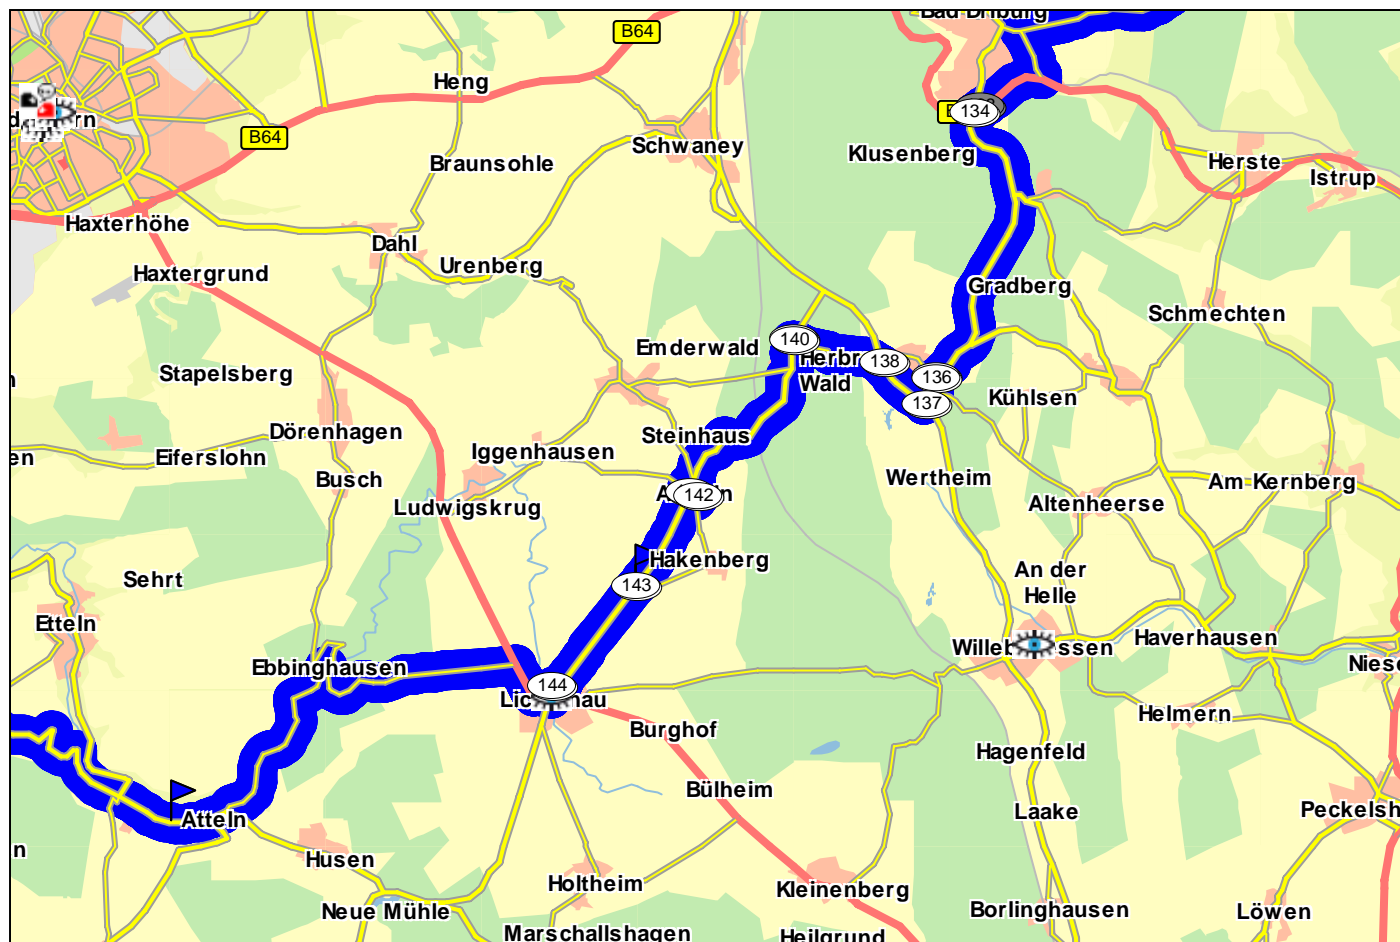 Bad Driburg
B64
Heng
134
B64
Schwaney
Klusenberg
Braunsohle
Herste
Istrup
Haxterhöhe
Dahl
Urenberg
Haxtergrund
Gradberg
Schmechten
140
Emderwald
138
Wald
136
Stapelsberg
137
Kühlsen
Dörenhagen
Steinhaus
Iggenhausen
Eiferslohn
en
Busch
Wertheim
Am Kernberg
142
Ludwigskrug
Altenheerse
Hakenberg
An der
Helle
Sehrt
143
Etteln
Haverhausen
Ebbinghausen
144
Helmern
Burghof
Hagenfeld
Bülheim
Laake
Peckelsh
Atteln
n
Husen
Holtheim
Kleinenberg
Neue Mühle
Borlinghausen
Löwen
Marschallshagen
Heilgrund